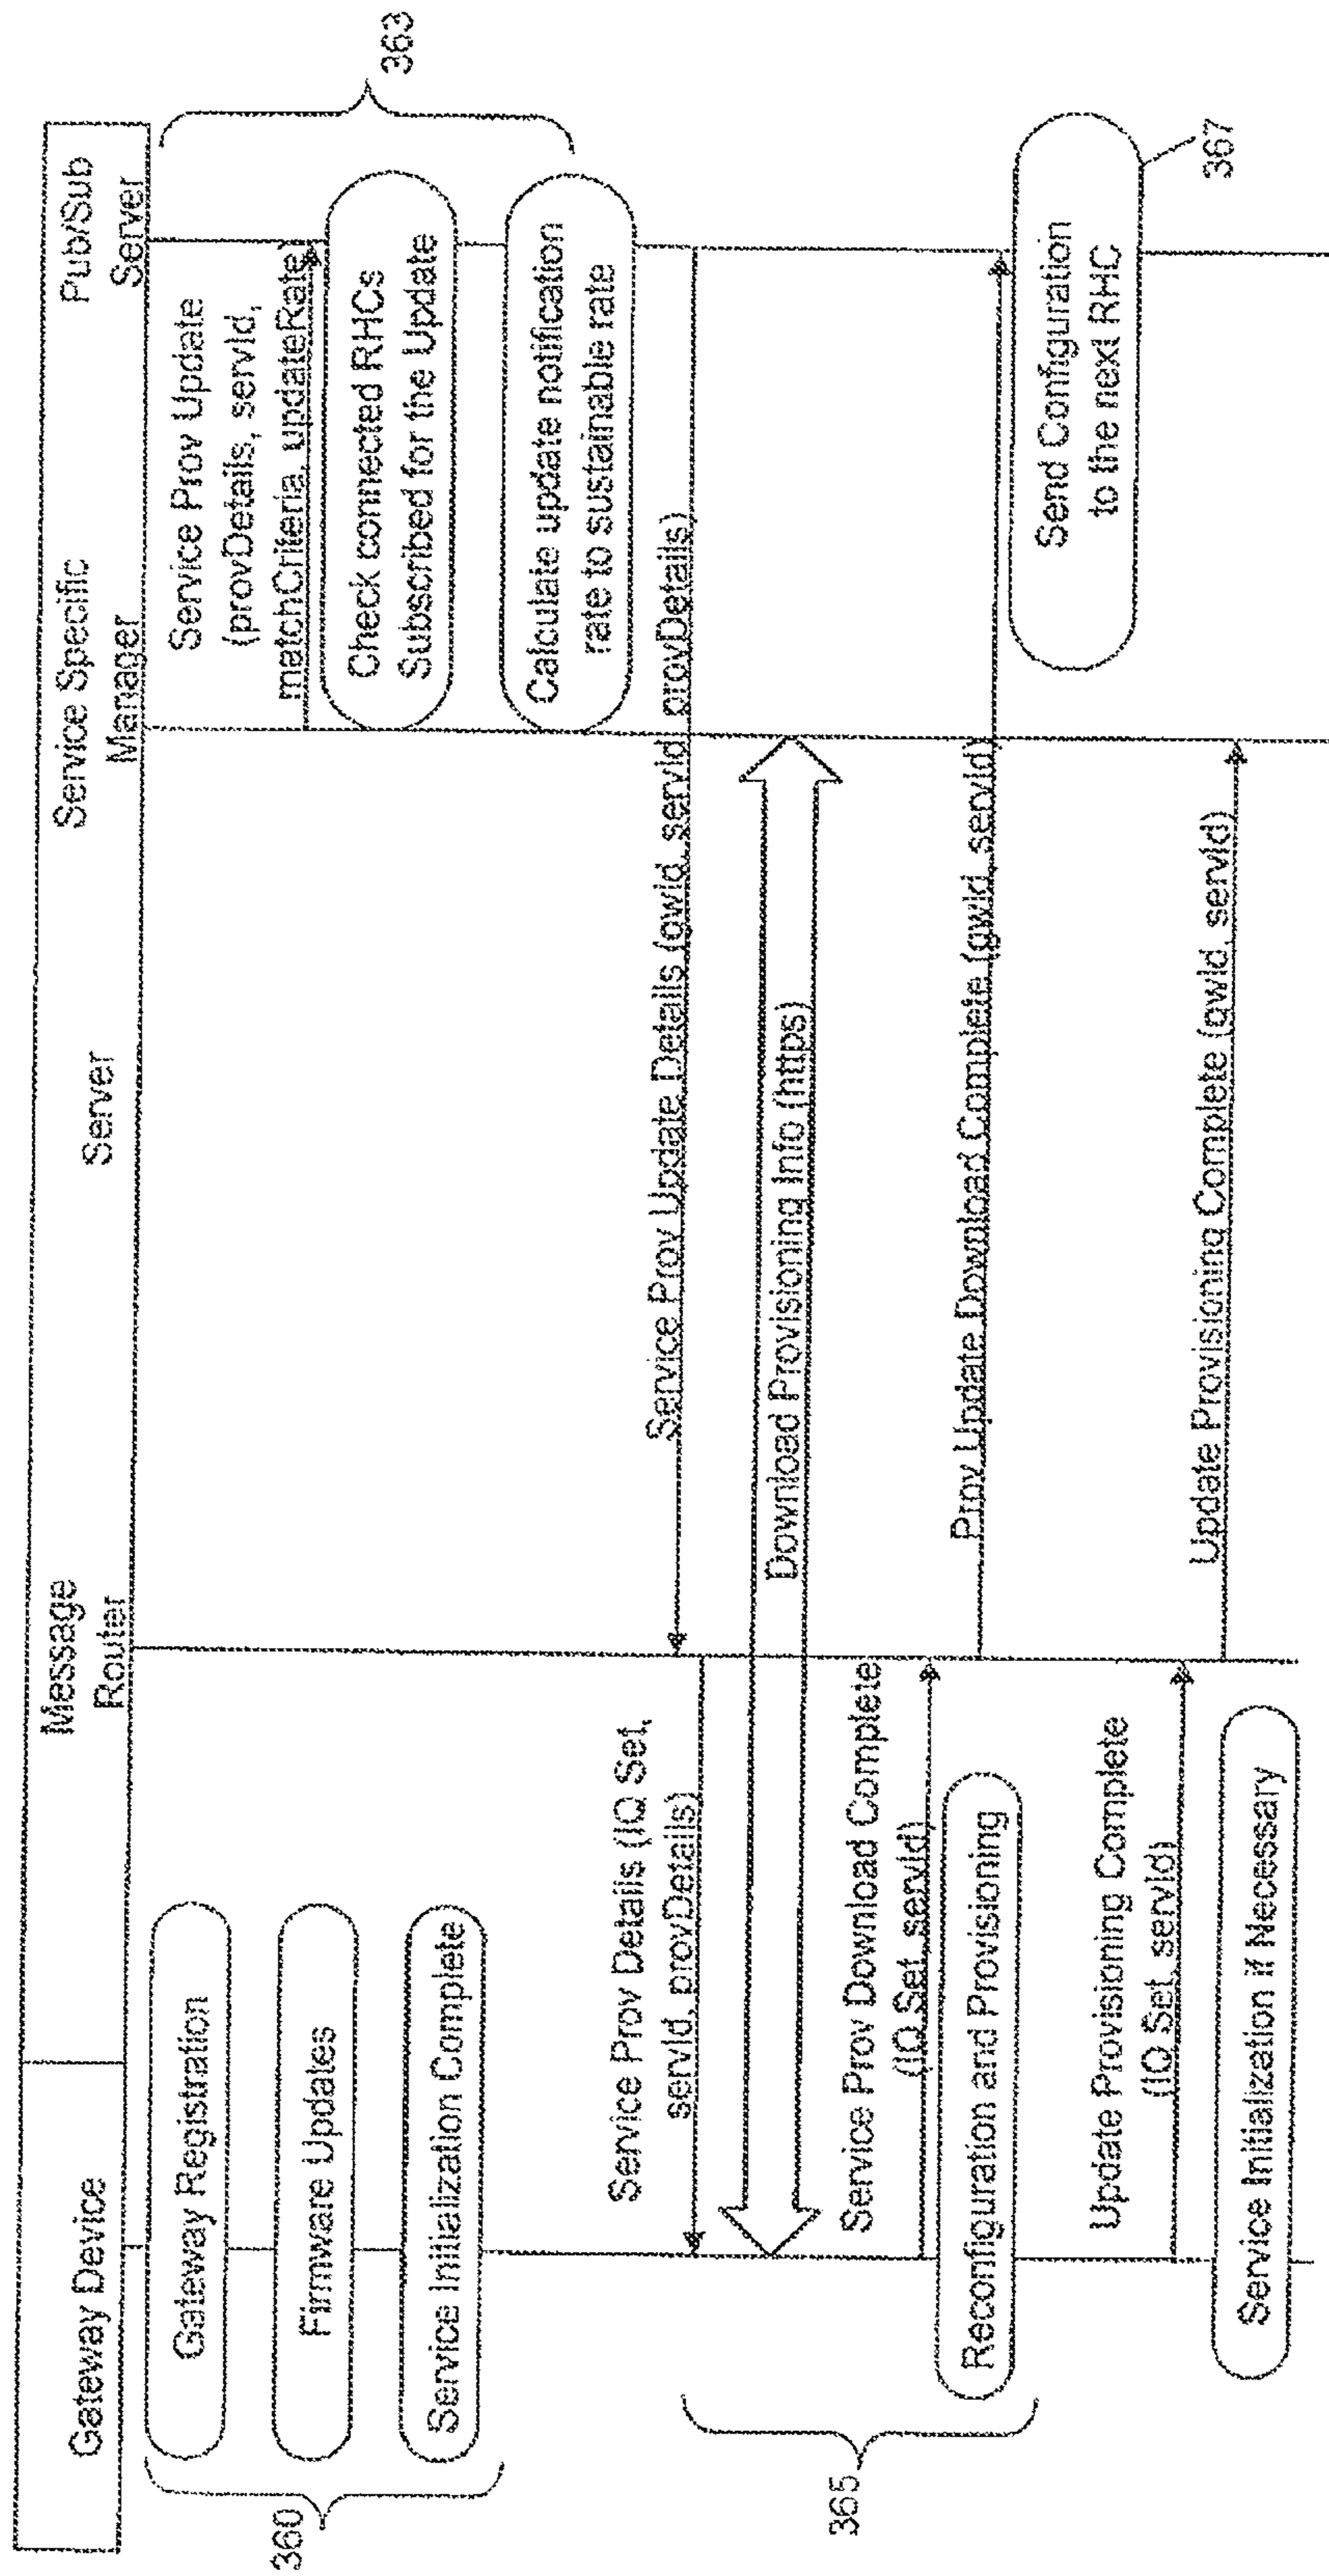 Gateway Device
Message
Router
Server
Service Specific
Manager
Pub/Sub
Server
Gateway Registration
Firmware Updates
Service Initialization Complete
360
Service Prov Update
(provDetails, servId,
matchCriteria, updateRate)
Check connected RHCs
Subscribed for the Update
Calculate update notification
rate to sustainable rate
363
Service Prov Update Details (gwId, servId, provDetails)
Service Prov Details (IQ Set,
servId, provDetails)
Download Provisioning Info (https)
Service Prov Download Complete
(IQ Set, servId)
Prov Update Download Complete (gwId, servId)
Reconfiguration and Provisioning
365
Send Configuration
to the next RHC
367
Update Provisioning Complete
(IQ Set, servId)
Update Provisioning Complete (gwId, servId)
Service Initialization if Necessary